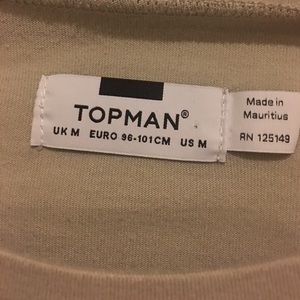 TOPMAN®
UK M EURO 96-101CM US M
Made in
Mauritius
RN 125149